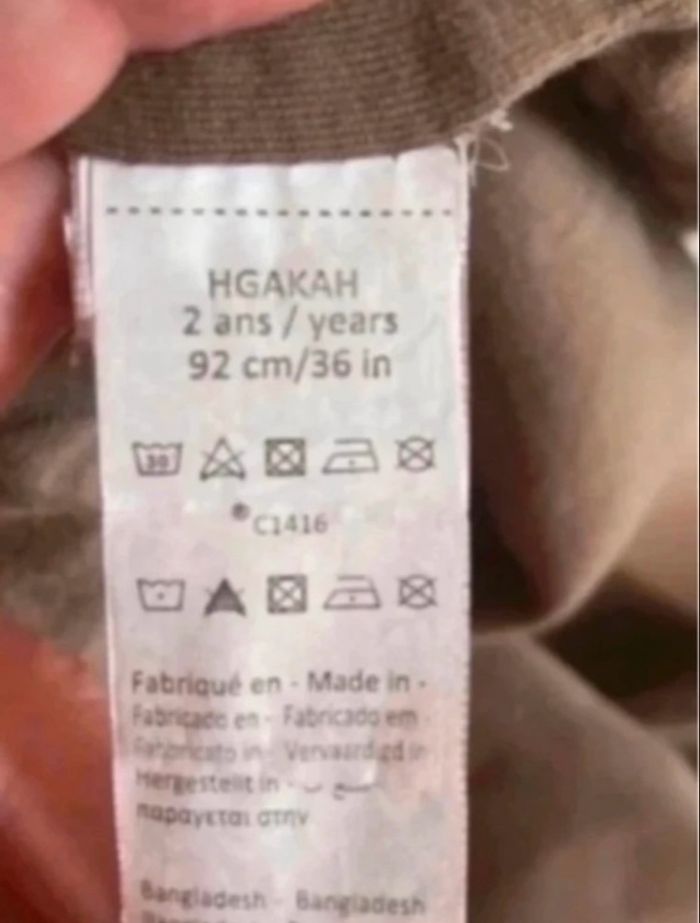 HGAKAH
2 ans / years
92 cm/36 in
30
® C1416
Fabriqué en - Made in -
Fabricado en - Fabricado em
Fabbricato in - Vervaardigd in
Hergestellt in -
παραγεται στην
Bangladesh - Bangladesh